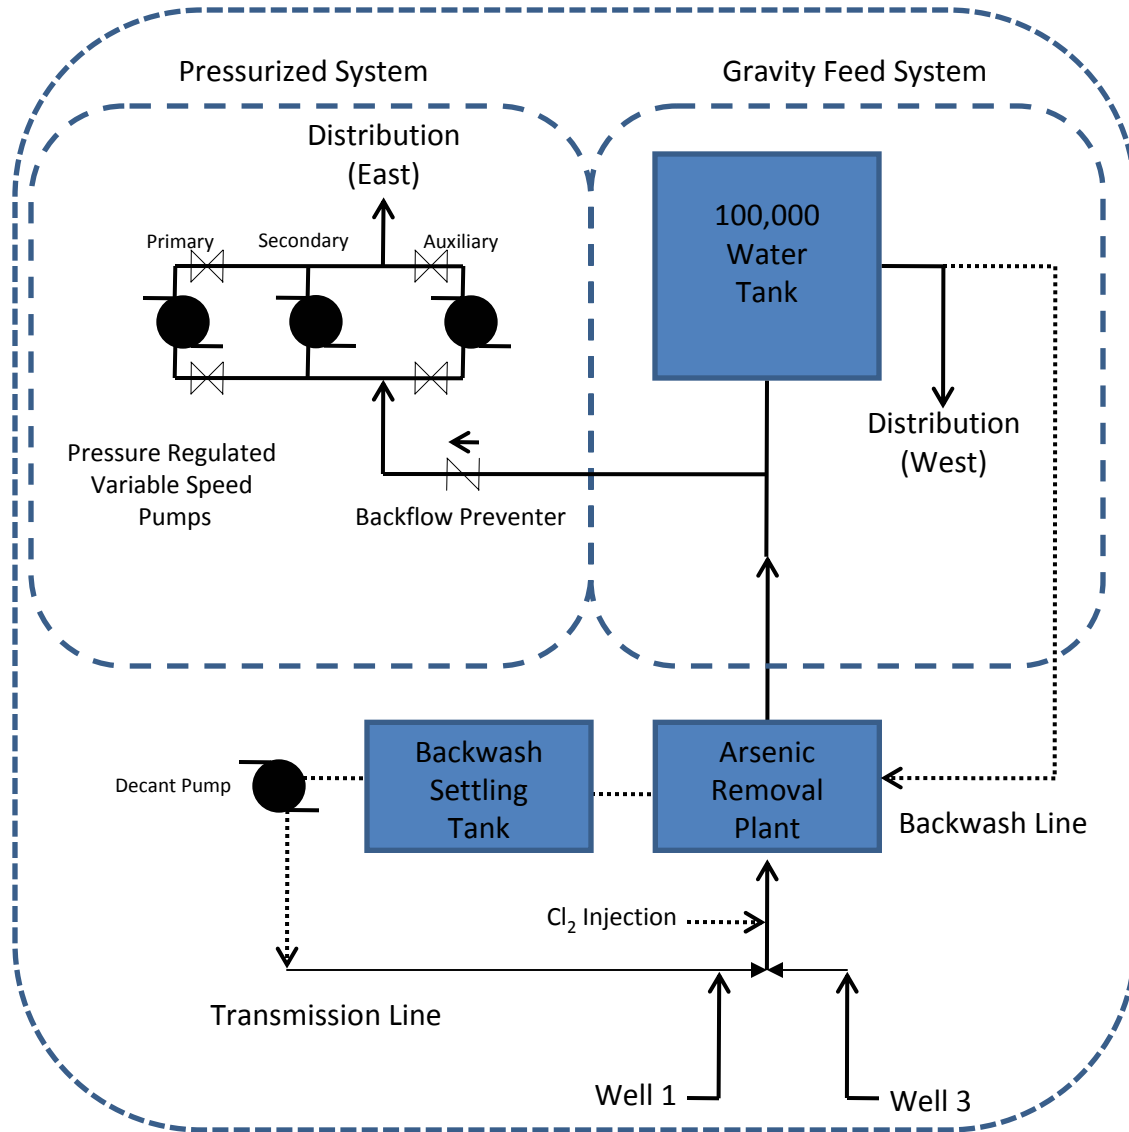 Pressurized System
Gravity Feed System
Distribution
(East)
Primary
Secondary
Auxiliary
100,000
Water
Tank
Distribution
(West)
Pressure Regulated
Variable Speed
Pumps
Backflow Preventer
Decant Pump
Backwash
Settling
Tank
Arsenic
Removal
Plant
Backwash Line
Cl₂ Injection
Transmission Line
Well 1
Well 3